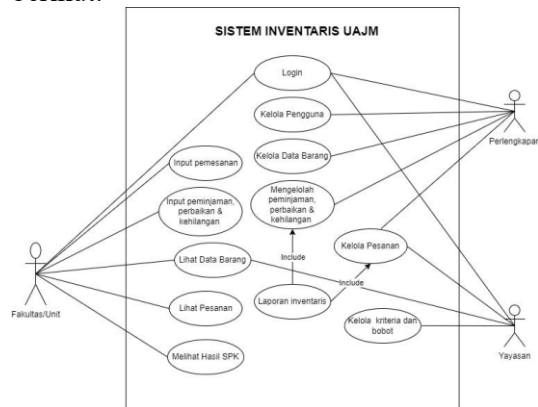 SISTEM INVENTARIS UAJM
Login
Kelola Pengguna
Perlengkapan
Input pemesanan
Kelola Data Barang
Input peminjaman,
perbaikan &
kehilangan
Mengelolah
peminjaman,
perbaikan &
kehilangan
Kelola Pesanan
Lihat Data Barang
Include
Include
Fakultas/Unit
Lihat Pesanan
Laporan inventaris
Kelola kriteria dan
bobot
Yayasan
Melihat Hasil SPK